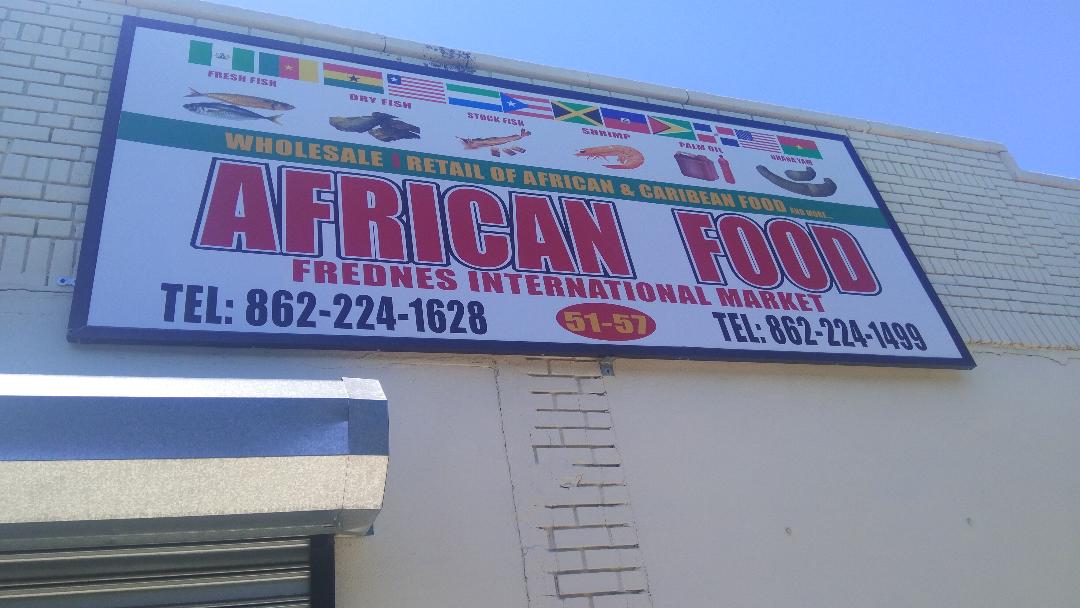 FRESH FISH
DRY FISH
STOCK FISH
SHRIMP
PALM OIL
GHANA YAM
WHOLESALE & RETAIL OF AFRICAN & CARIBEAN FOOD AND MORE...
AFRICAN FOOD
FREDNES INTERNATIONAL MARKET
TEL: 862-224-1628
51-57
TEL: 862-224-1499